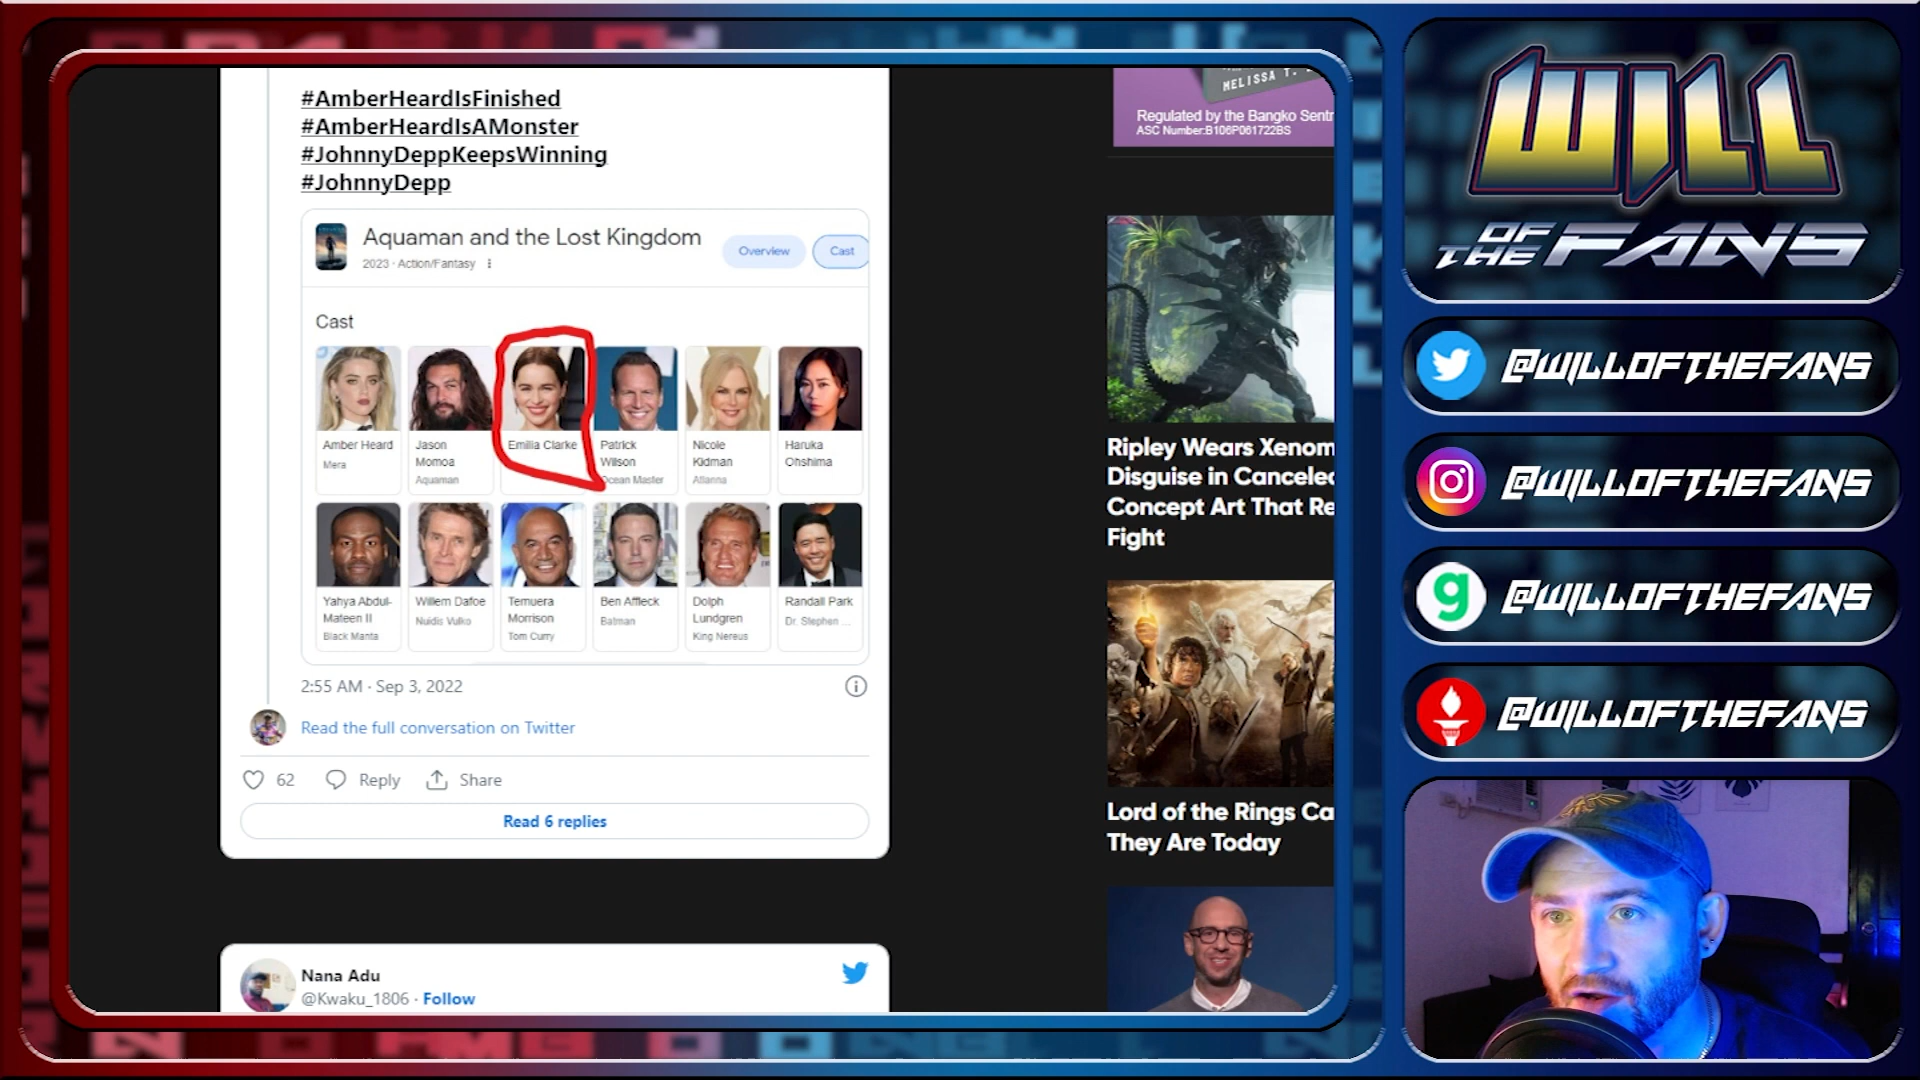 #AmberHeardIsFinished
#AmberHeardIsAMonster
#JohnnyDeppKeepsWinning
#JohnnyDepp
Aquaman and the Lost Kingdom
2023 · Action/Fantasy
Overview
Cast
Cast
Amber Heard
Mera
Jason
Momoa
Aquaman
Emilia Clarke
Patrick
Wilson
Ocean Master
Nicole
Kidman
Atlanna
Haruka
Ohshima
Yahya Abdul-
Mateen II
Black Manta
Willem Dafoe
Nuidis Vulko
Temuera
Morrison
Tom Curry
Ben Affleck
Batman
Dolph
Lundgren
King Nereus
Randall Park
Dr. Stephen ...
2:55 AM · Sep 3, 2022
Read the full conversation on Twitter
62
Reply
Share
Read 6 replies
Nana Adu
@Kwaku_1806 · Follow
MELISSA T.
Regulated by the Bangko Sentr
ASC Number:B106P061722BS
Ripley Wears Xenom
Disguise in Canceled
Concept Art That Re
Fight
Lord of the Rings Ca
They Are Today
WILL
OF
THE FANS
@WILLOFTHEFANS
@WILLOFTHEFANS
@WILLOFTHEFANS
@WILLOFTHEFANS